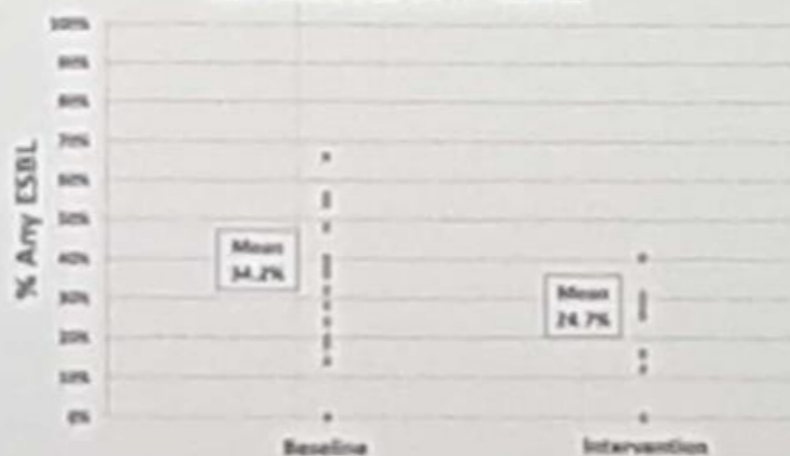 100%
90%
80%
70%
60%
50%
40%
30%
20%
10%
0%
% Any ESBL
Mean
34.2%
Mean
24.7%
Baseline
Intervention